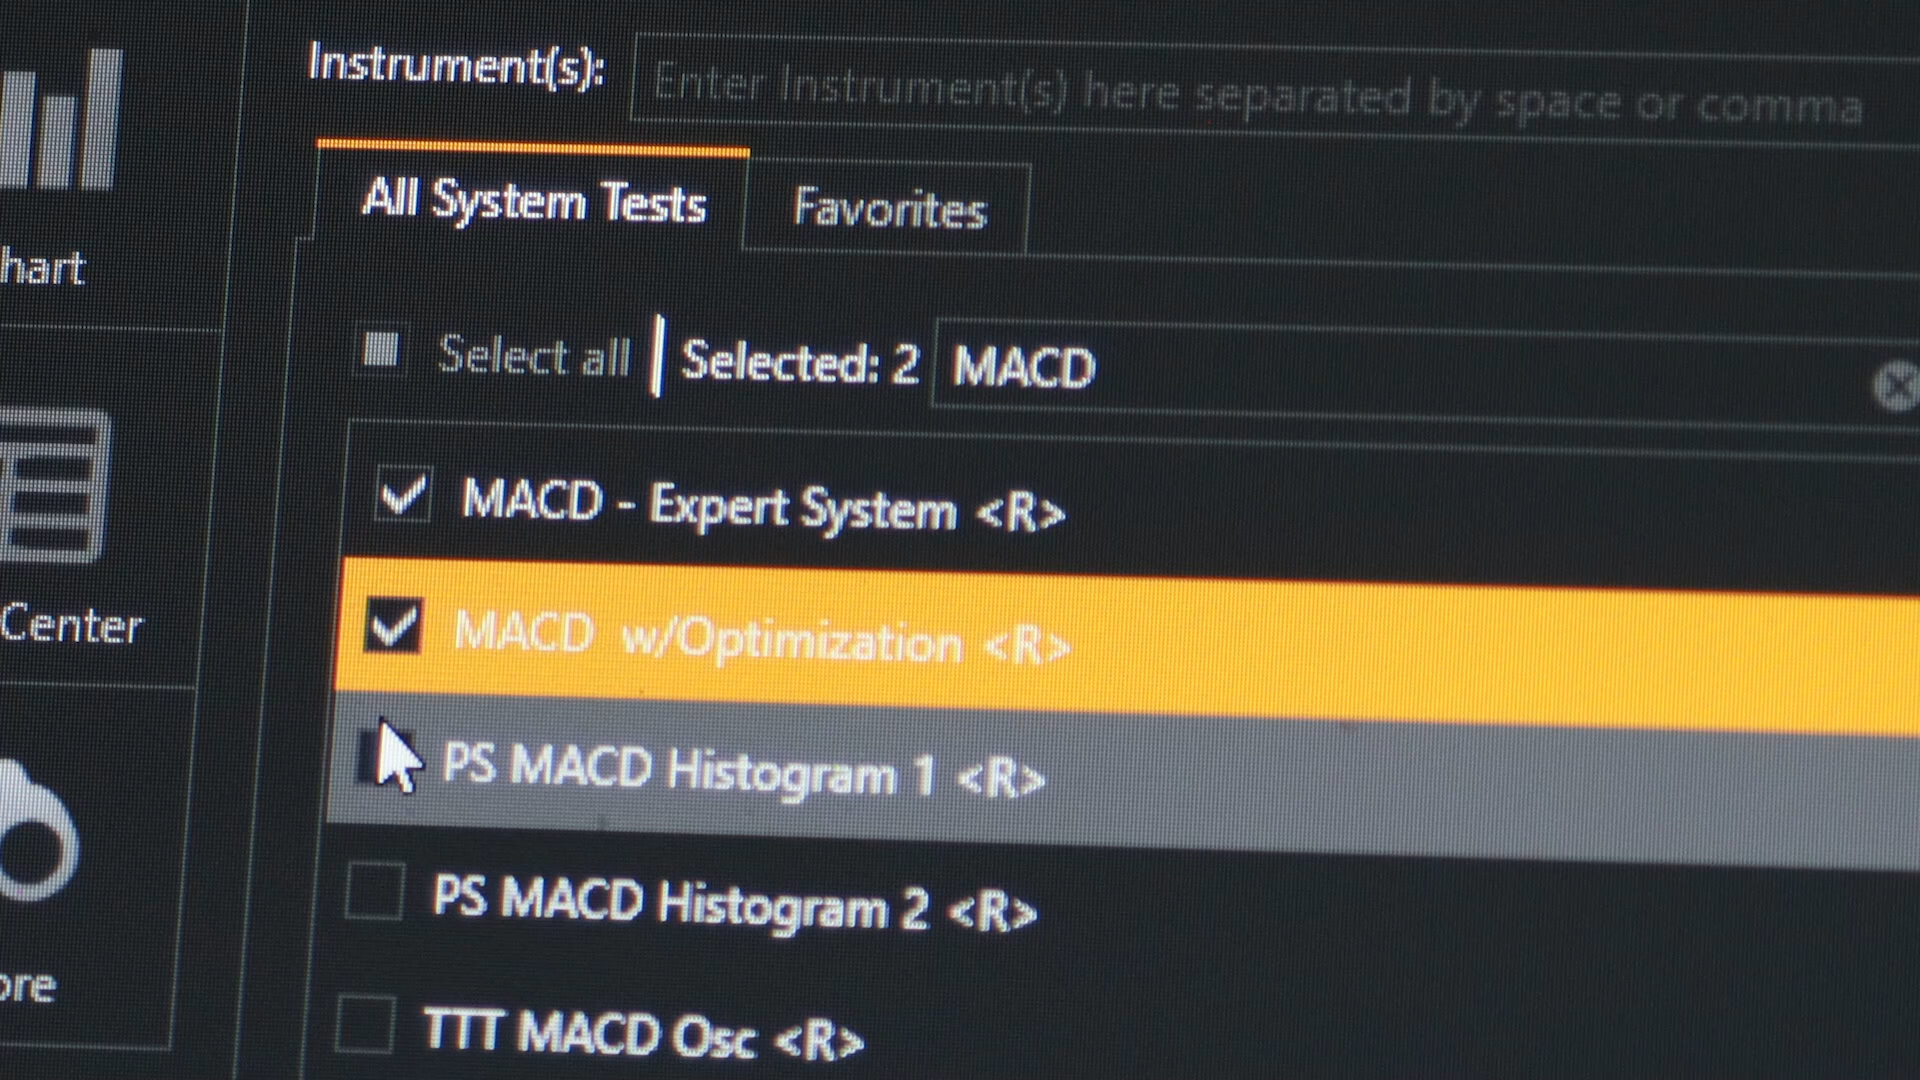 Instrument(s): Enter Instrument(s) here separated by space or comma
All System Tests Favorites
hart
Select all Selected: 2 MACD
MACD - Expert System <R>
Center
MACD w/Optimization <R>
PS MACD Histogram 1 <R>
PS MACD Histogram 2 <R>
ore
TTT MACD Osc <R>